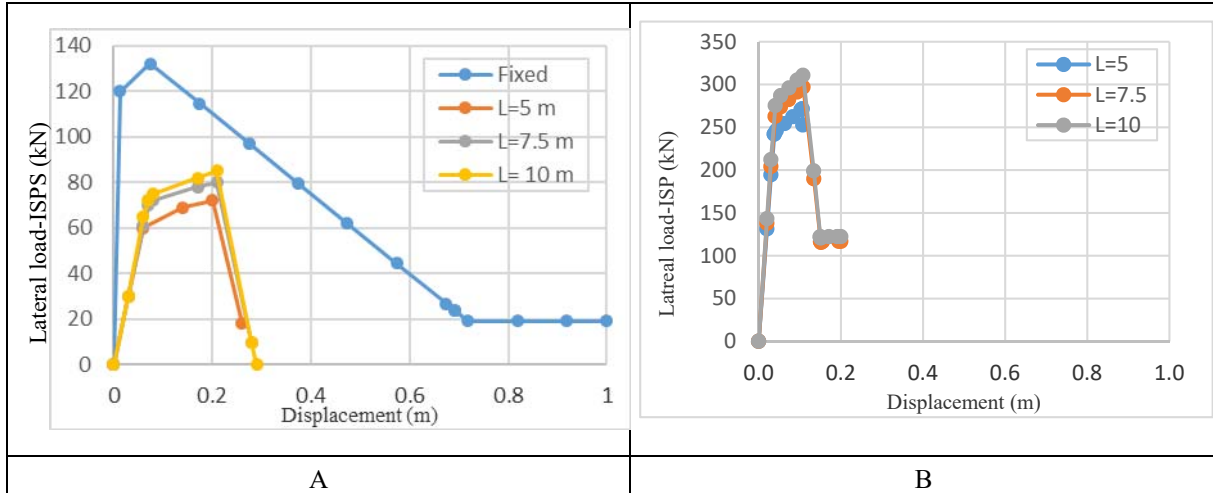 Lateral load-ISPS (kN)
140
120
100
80
60
40
20
0
0
0.2
0.4
0.6
0.8
1
Displacement (m)
Fixed
L=5 m
L=7.5 m
L= 10 m
A
Latreal load-ISP (kN)
350
300
250
200
150
100
50
0
0.0
0.2
0.4
0.6
0.8
1.0
Displacement (m)
L=5
L=7.5
L=10
B